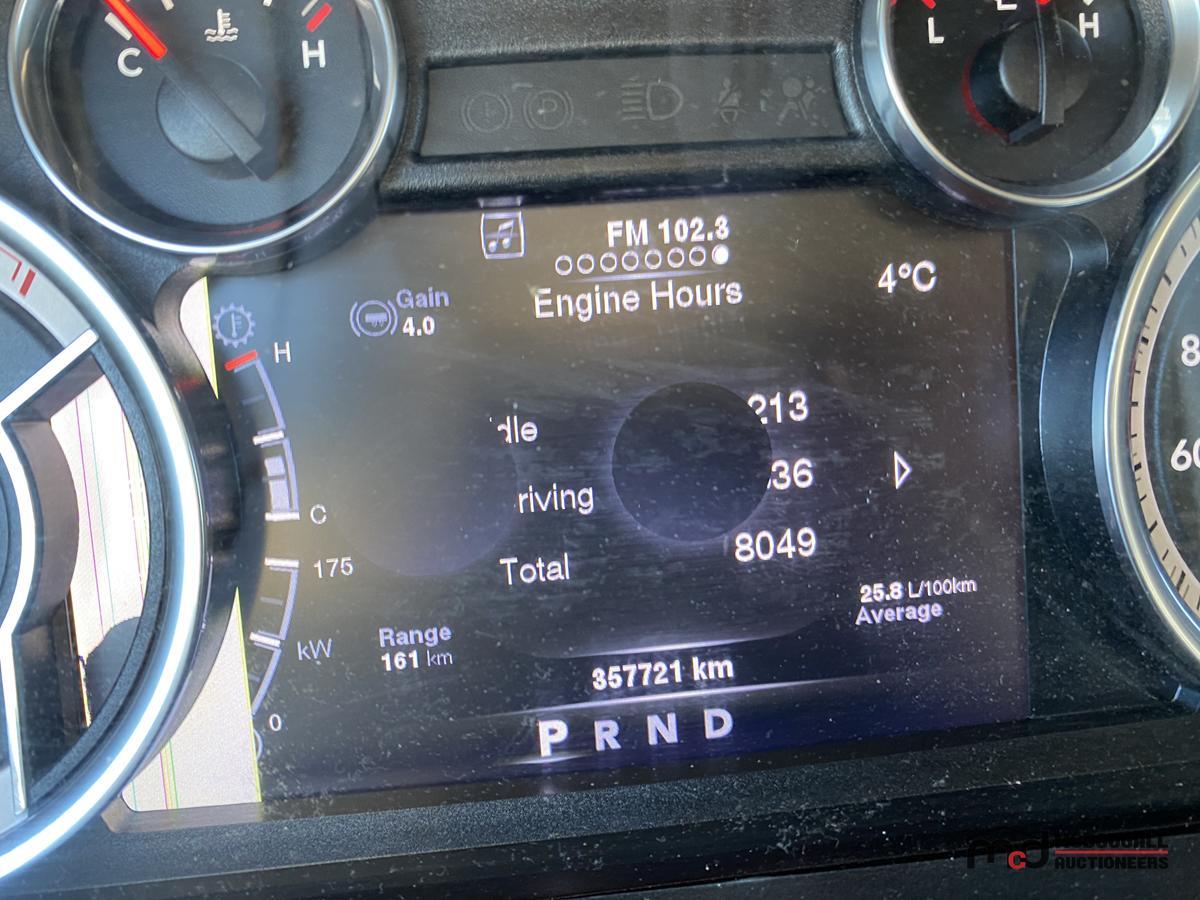 C
H
L
H
FM 102.3
Engine Hours
4°C
Gain
4.0
H
213
riving
36
C
Total
8049
175
25.8 L/100km
Average
Range
161 km
kW
357721 km
0
P R N D
60
AUCTIONEERS